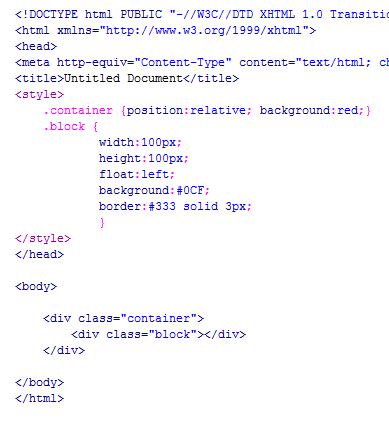 <!DOCTYPE html PUBLIC "-//W3C//DTD XHTML 1.0 Transitio
<html xmlns="http://www.w3.org/1999/xhtml">
<head>
<meta http-equiv="Content-Type" content="text/html; ch
<title>Untitled Document</title>
<style>
.container {position:relative; background:red;}
.block {
width:100px;
height:100px;
float:left;
background:#0CF;
border:#333 solid 3px;
}
</style>
</head>
<body>
<div class="container">
<div class="block"></div>
</div>
</body>
</html>